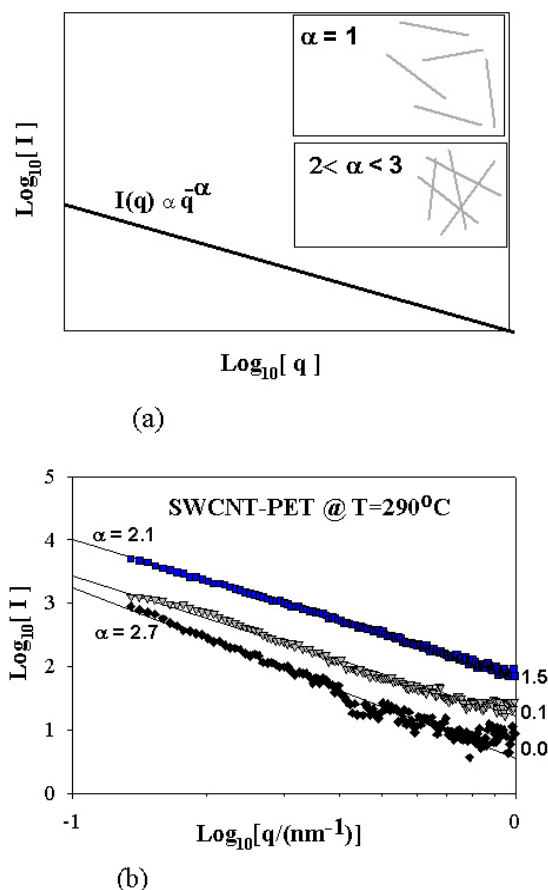 α = 1
2< α < 3
I(q) ∝ q^-α
Log10[ I ]
Log10[ q ]
(a)
SWCNT-PET @ T=290°C
5
4
3
2
1
0
α = 2.1
α = 2.7
1.5
0.1
0.0
Log10[ I ]
-1
0
Log10[q/(nm-1)]
(b)